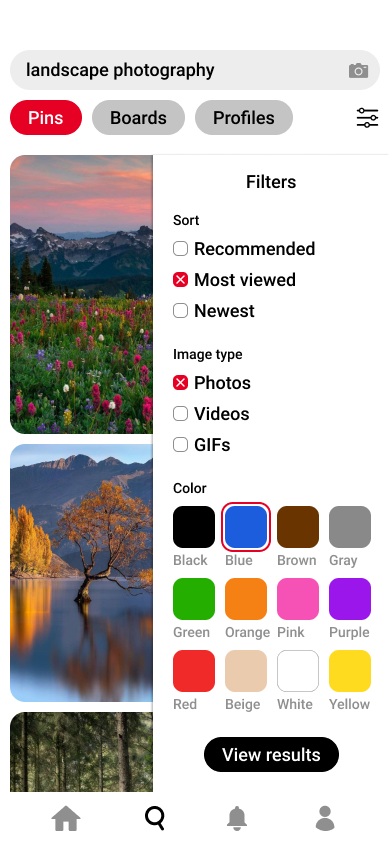 landscape photography
Pins Boards Profiles
Filters
Sort
Recommended
Most viewed
Newest
Image type
Photos
Videos
GIFs
Color
Black Blue Brown Gray
Green Orange Pink Purple
Red Beige White Yellow
View results